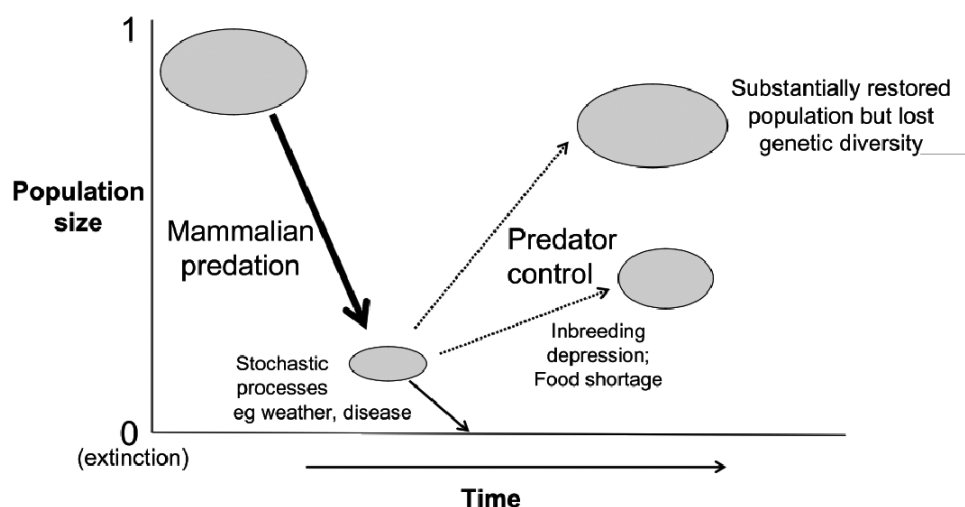 1
Substantially restored
population but lost
genetic diversity____
Population
size
Mammalian
predation
Predator
control
Inbreeding
depression;
Food shortage
Stochastic
processes
eg weather, disease
0
(extinction)
Time